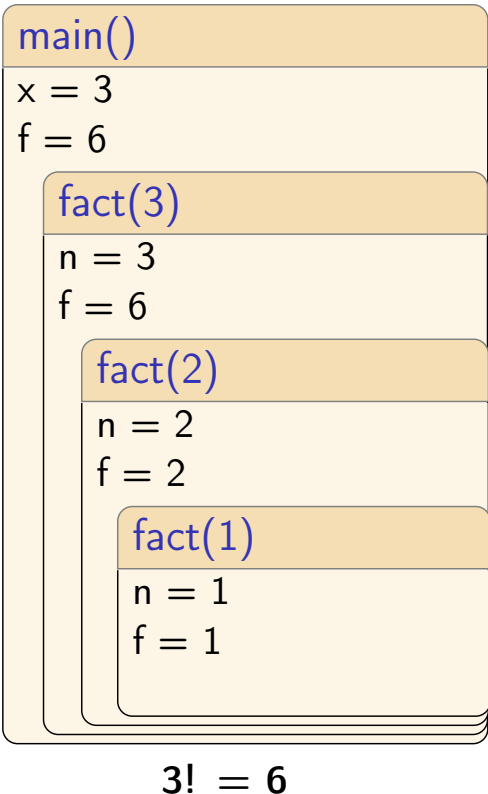 main()
x = 3
f = 6
fact(3)
n = 3
f = 6
fact(2)
n = 2
f = 2
fact(1)
n = 1
f = 1
3! = 6